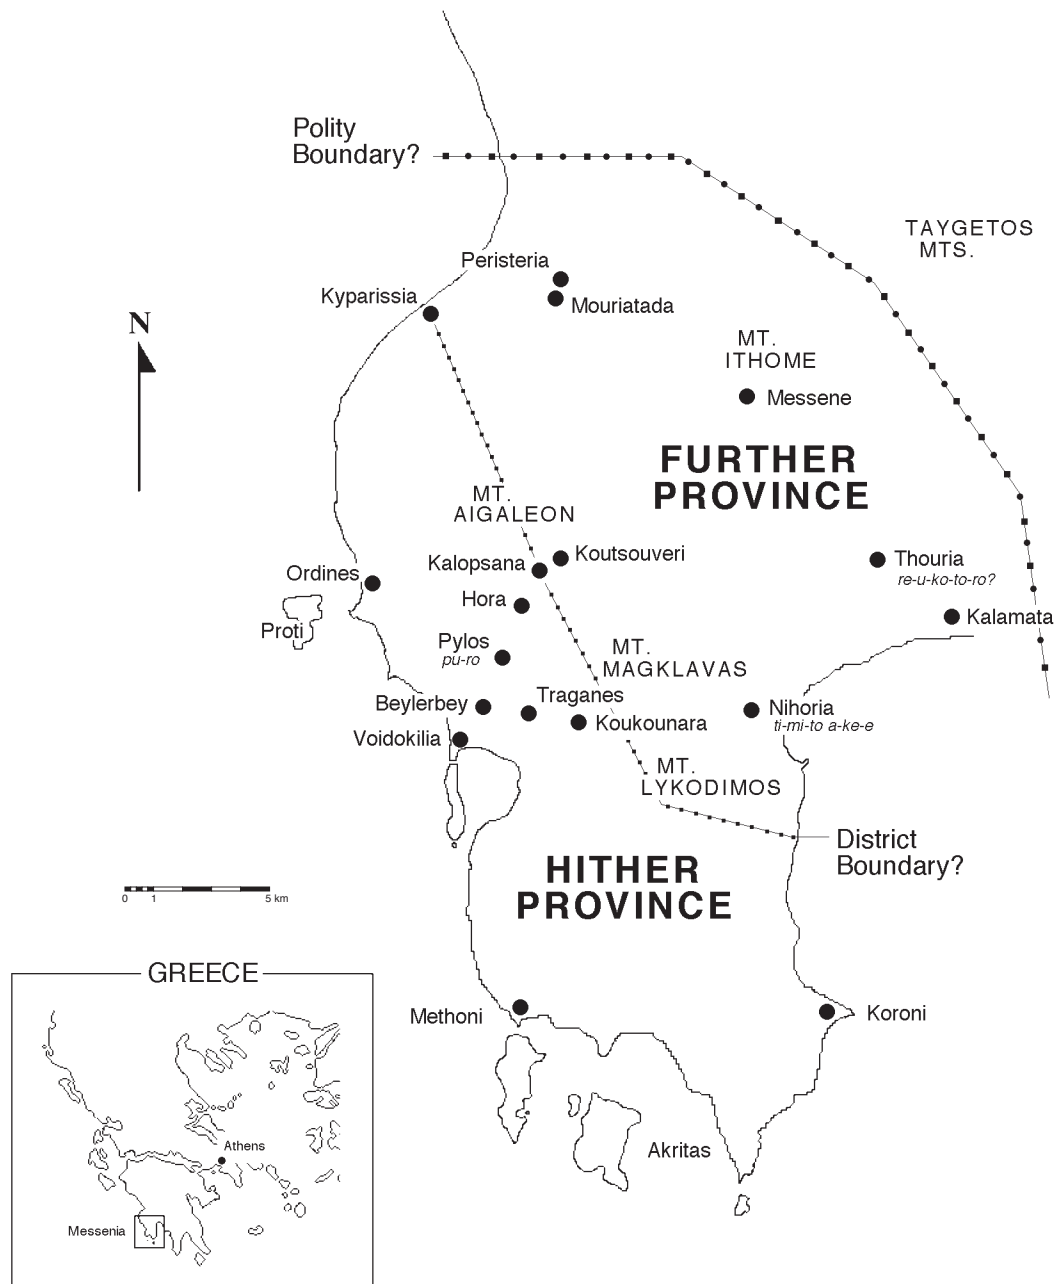 Polity
Boundary?
TAYGETOS
MTS.
Peristeria
Kyparissia
Mouriatada
N
MT.
ITHOME
Messene
FURTHER
PROVINCE
MT.
AIGALEON
Koutsouveri
Kalopsana
Thouria
re-u-ko-to-ro?
Ordines
Hora
Kalamata
Proti
Pylos
pu-ro
MT.
MAGKLAVAS
Traganes
Beylerbey
Koukounara
Nihoria
ti-mi-to a-ke-e
Voidokilia
MT.
LYKODIMOS
District
Boundary?
HITHER
PROVINCE
0 1 5 km
GREECE
Methoni
Koroni
Athens
Akritas
Messenia